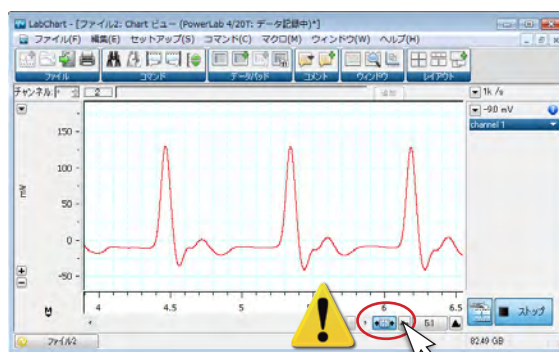 LabChart - [ファイル2: Chart ビュー (PowerLab 4/20T: データ記録中)*]
ファイル(F) 編集(E) セットアップ(S) コマンド(C) マクロ(M) ウィンドウ(W) ヘルプ(H)
ファイル コマンド データパッド コメント ウィンドウ レイアウト
チャンネル: 2 追加 1k /s
-9.0 mV
channel 1
150
100
mV
50
0
-50
M
4 4.5 5 6 6.5
5:1 ストップ
ファイル2 82.49 GB